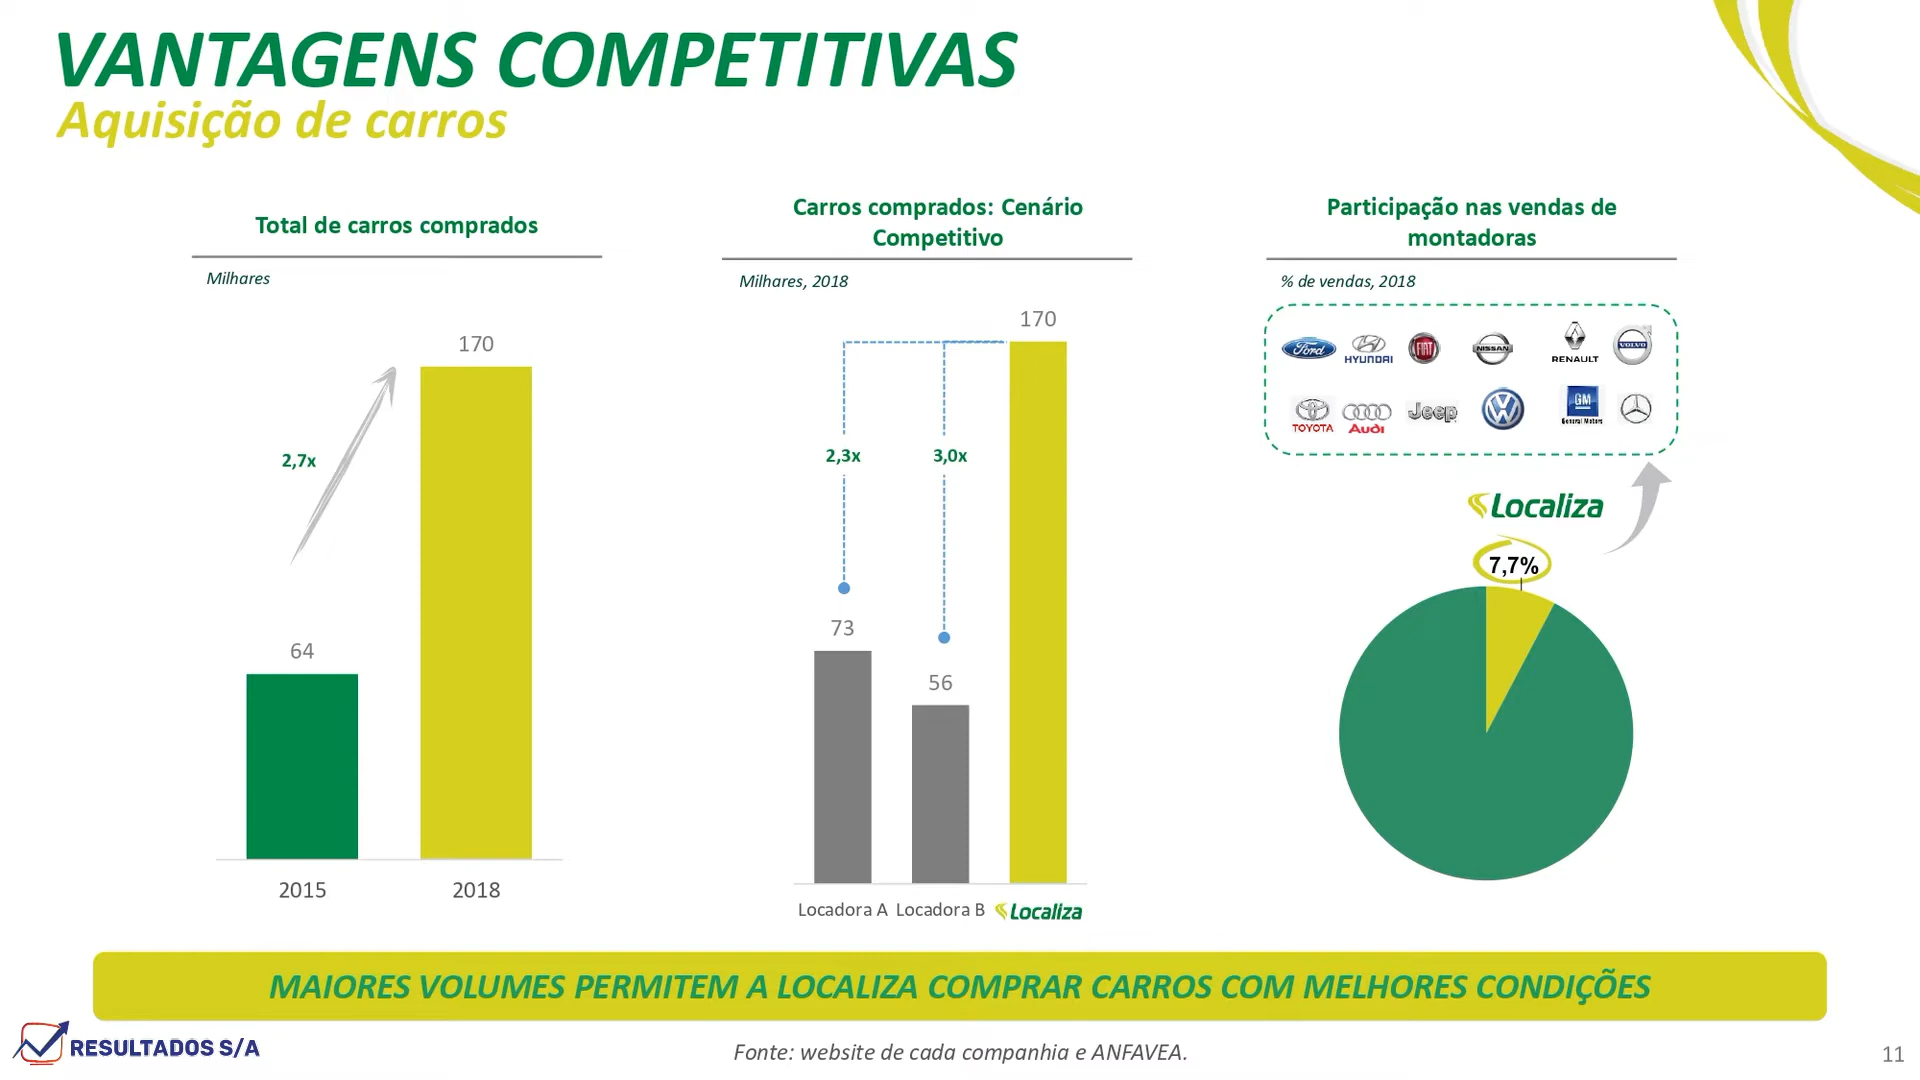 VANTAGENS COMPETITIVAS
Aquisição de carros
Total de carros comprados
Milhares
170
2,7x
64
2015 2018
Carros comprados: Cenário
Competitivo
Milhares, 2018
170
2,3x 3,0x
73
56
Locadora A Locadora B Localiza
Participação nas vendas de
montadoras
% de vendas, 2018
Ford HYUNDAI FIAT NISSAN RENAULT VOLVO
TOYOTA Audi Jeep VW GM General Motors
Localiza
7,7%
MAIORES VOLUMES PERMITEM A LOCALIZA COMPRAR CARROS COM MELHORES CONDIÇÕES
RESULTADOS S/A
Fonte: website de cada companhia e ANFAVEA.
11